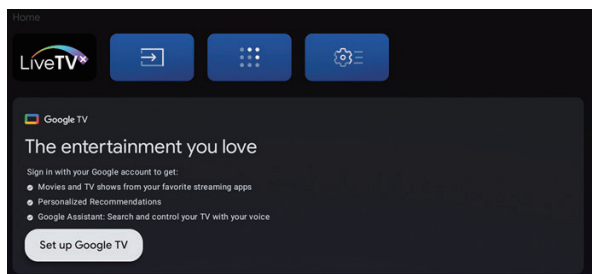 Home
LiveTVx
Google TV
The entertainment you love
Sign in with your Google account to get:
Movies and TV shows from your favorite streaming apps
Personalized Recommendations
Google Assistant: Search and control your TV with your voice
Set up Google TV